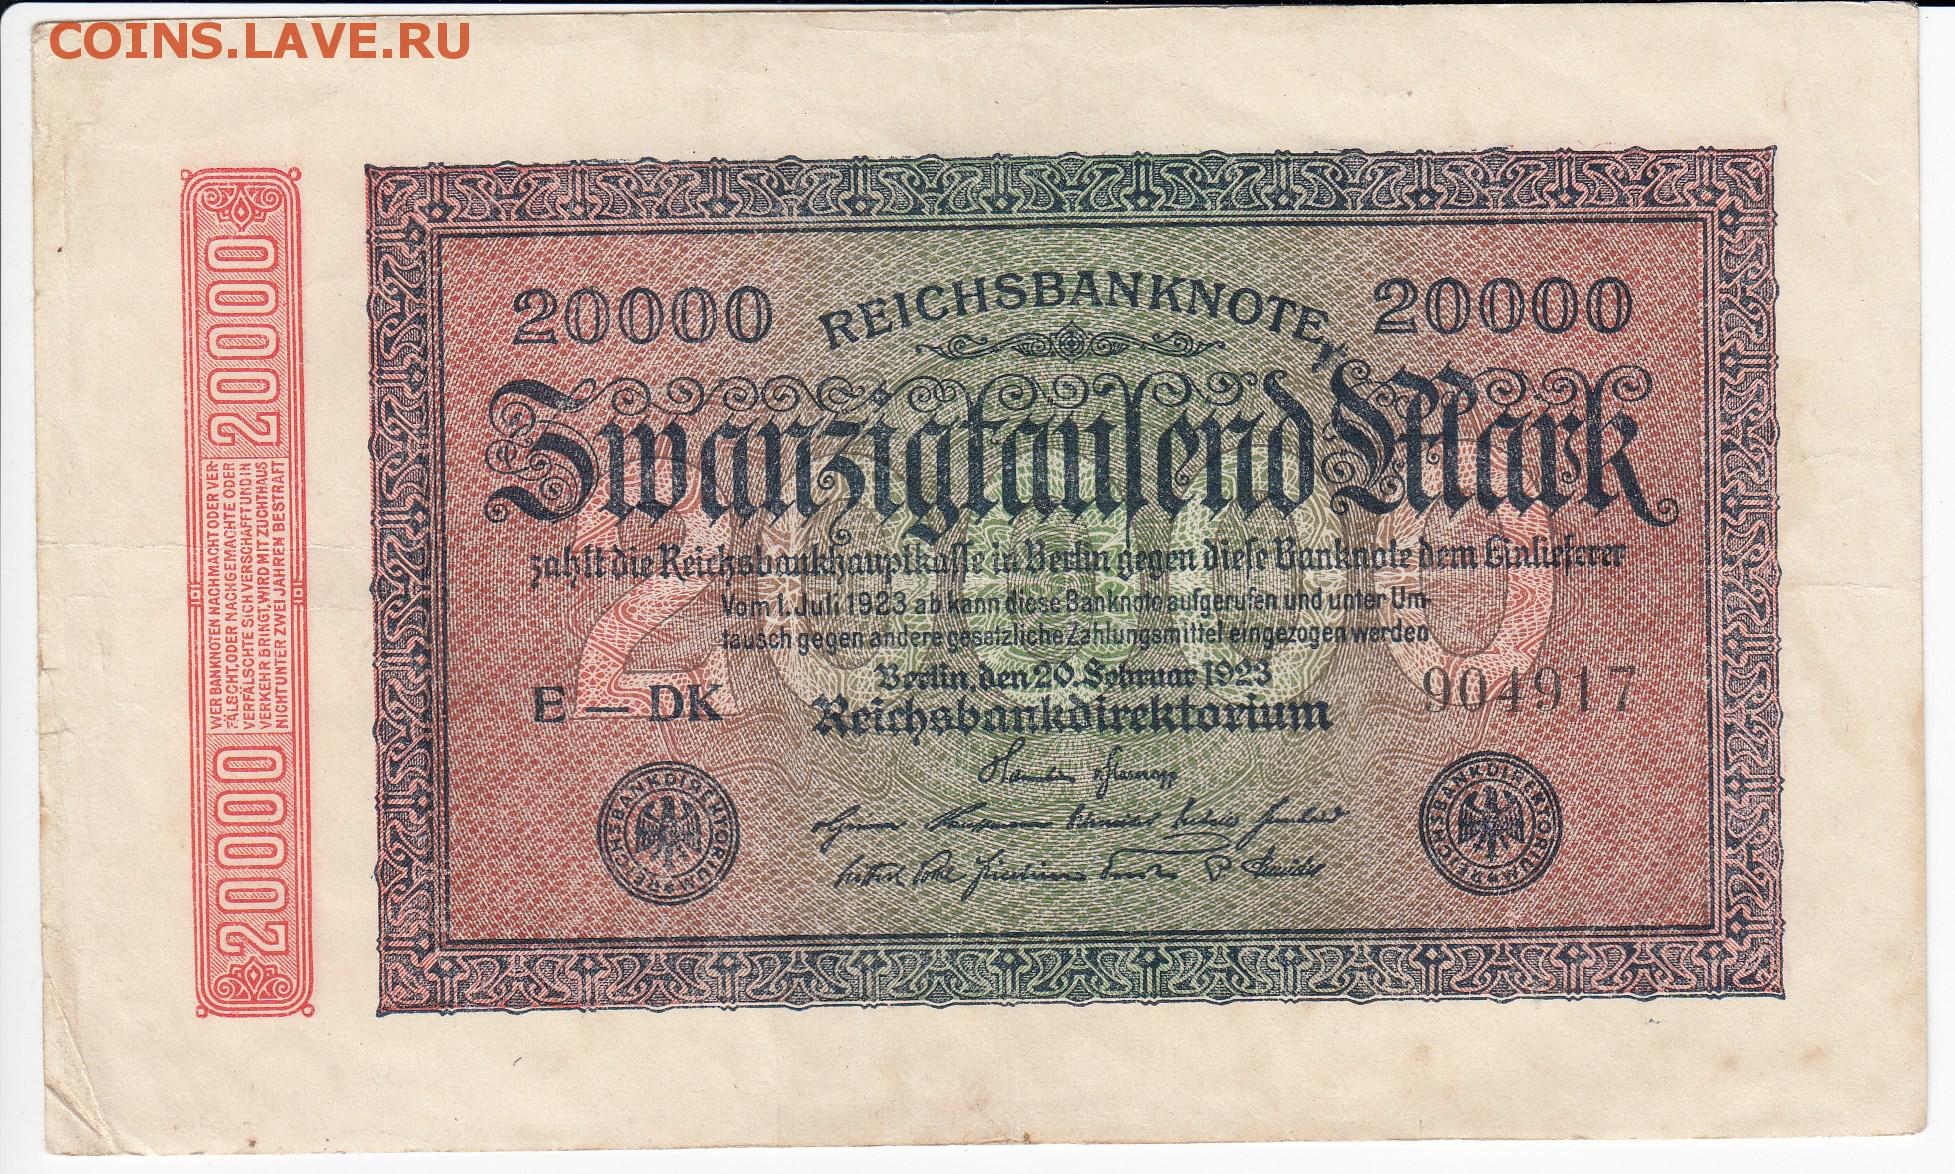 COINS.LAVE.RU
20000
WER BANKNOTEN NACHMACHT ODER VER-
FÄLSCHT, ODER NACHGEMACHTE ODER
VERFÄLSCHTE SICH VERSCHAFFT UND IN
VERKEHR BRINGT, WIRD MIT ZUCHTHAUS
NICHT UNTER ZWEI JAHREN BESTRAFT
20000
20000
REICHSBANKNOTE
20000
Zwanzigtausend Mark
20000
zahlt die Reichsbankhauptkasse in Berlin gegen diese Banknote dem Einlieferer
Vom 1. Juli 1923 ab kann diese Banknote aufgerufen und unter Um-
tausch gegen andere gesetzliche Zahlungsmittel eingezogen werden
Berlin, den 20. Februar 1923
E — DK
904917
Reichsbankdirektorium
REICHSBANKDIREKTORIUM
REICHSBANKDIREKTORIUM